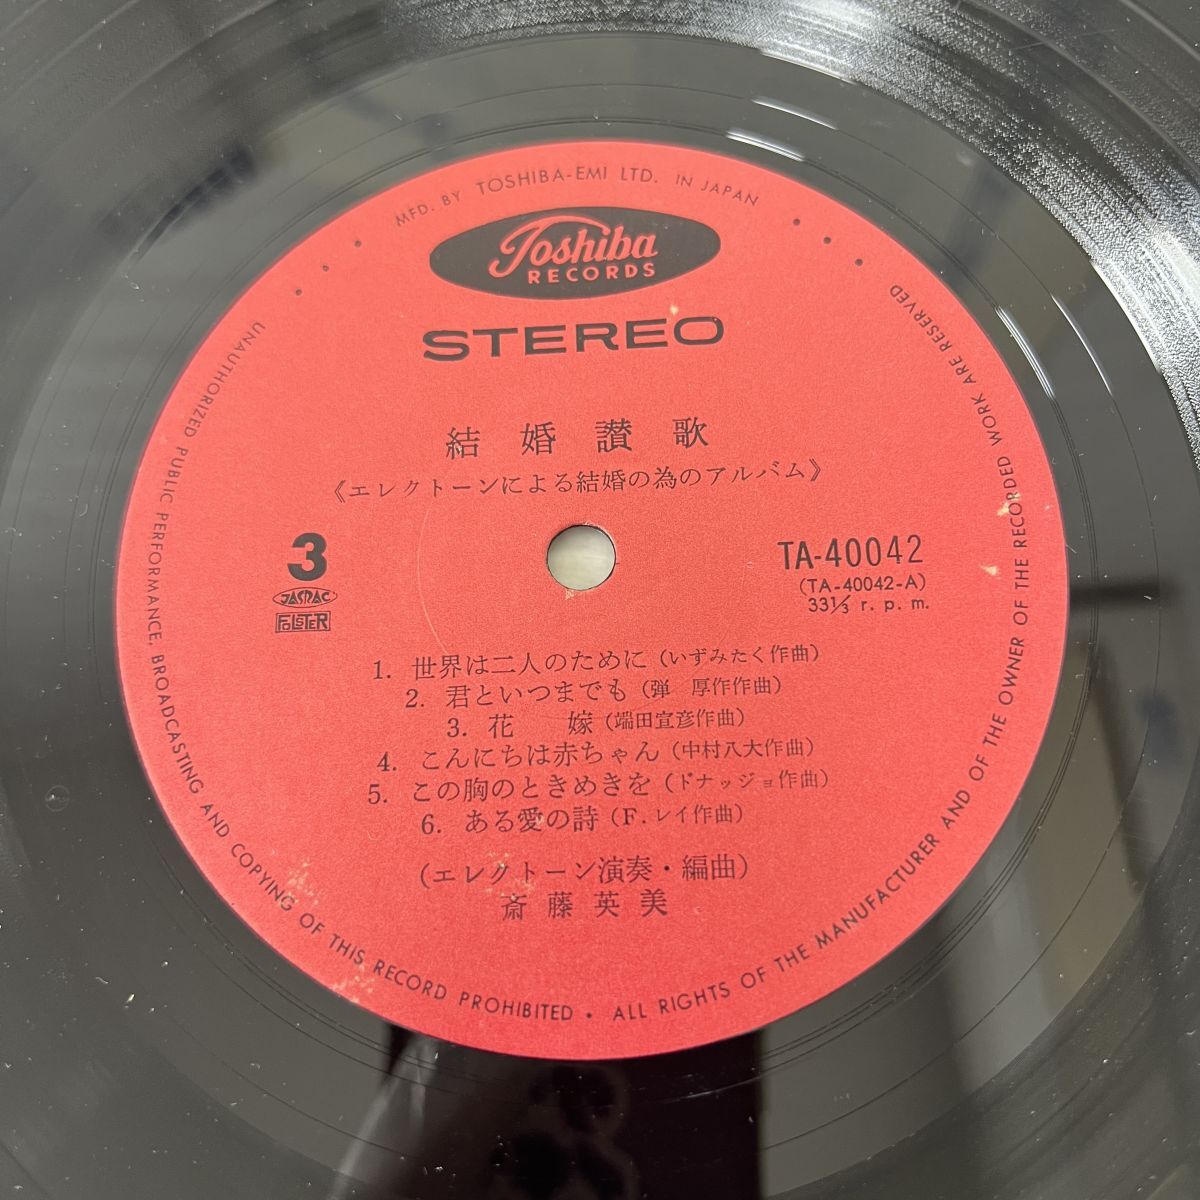 MFD. BY TOSHIBA-EMI LTD. IN JAPAN
Toshiba
RECORDS
STEREO
結婚讃歌
《エレクトーンによる結婚の為のアルバム》
3
JASRAC
FOLSTER
TA-40042
(TA-40042-A)
33⅓ r. p. m.
1. 世界は二人のために (いずみたく作曲)
2. 君といつまでも (弾 厚作作曲)
3. 花 嫁 (端田宣彦作曲)
4. こんにちは赤ちゃん (中村八大作曲)
5. この胸のときめきを (ドナッジョ作曲)
6. ある愛の詩 (F. レイ作曲)
(エレクトーン演奏・編曲)
斎藤英美
UNAUTHORIZED PUBLIC PERFORMANCE, BROADCASTING AND COPYING OF THIS RECORD PROHIBITED • ALL RIGHTS OF THE MANUFACTURER AND OF THE OWNER OF THE RECORDED WORK ARE RESERVED